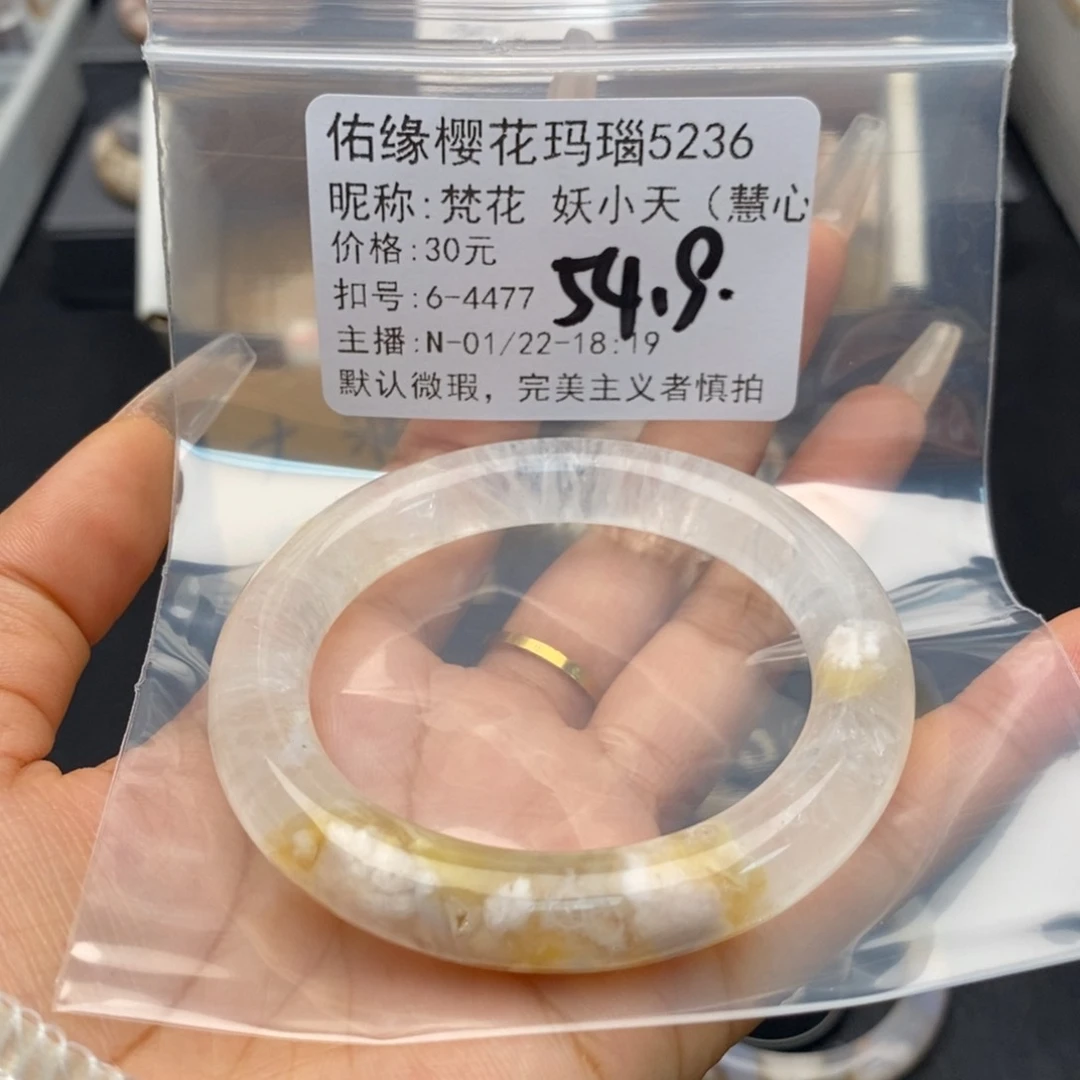 佑缘樱花玛瑙5236
昵称:梵花 妖小天（慧心
价格:30元
54.9.
扣号:6-4477
主播:N-01/22-18:19
默认微瑕，完美主义者慎拍